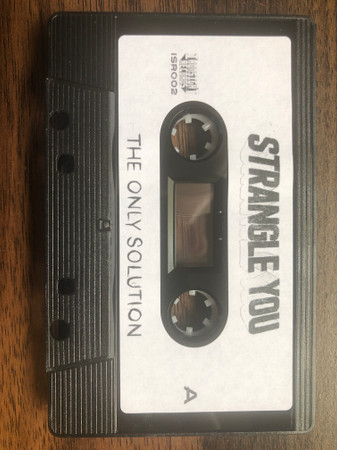 STRANGLE YOU
ISR002
THE ONLY SOLUTION
A